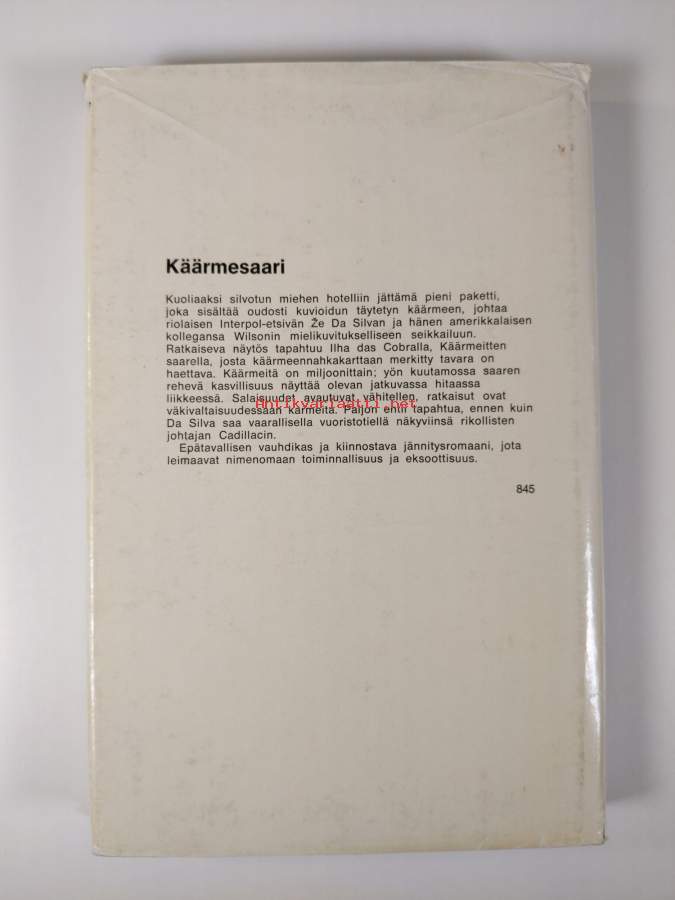 Käärmesaari
Kuoliaaksi silvotun miehen hotelliin jättämä pieni paketti,
joka sisältää oudosti kuvioidun täytetyn käärmeen, johtaa
riolaisen Interpol-etsivän Že Da Silvan ja hänen amerikkalaisen
kollegansa Wilsonin mielikuvitukselliseen seikkailuun.
Ratkaiseva näytös tapahtuu Ilha das Cobralla, Käärmeitten
saarella, josta käärmeennahkakarttaan merkitty tavara on
haettava. Käärmeitä on miljoonittain; yön kuutamossa saaren
rehevä kasvillisuus näyttää olevan jatkuvassa hitaassa
liikkeessä. Salaisuudet avautuvat vähitellen, ratkaisut ovat
Antikvariaatti.net
väkivaltaisuudessaan karmeita. Paljon ehtii tapahtua, ennen kuin
Da Silva saa vaarallisella vuoristotiellä näkyviinsä rikollisten
johtajan Cadillacin.
Epätavallisen vauhdikas ja kiinnostava jännitysromaani, jota
leimaavat nimenomaan toiminnallisuus ja eksoottisuus.
845